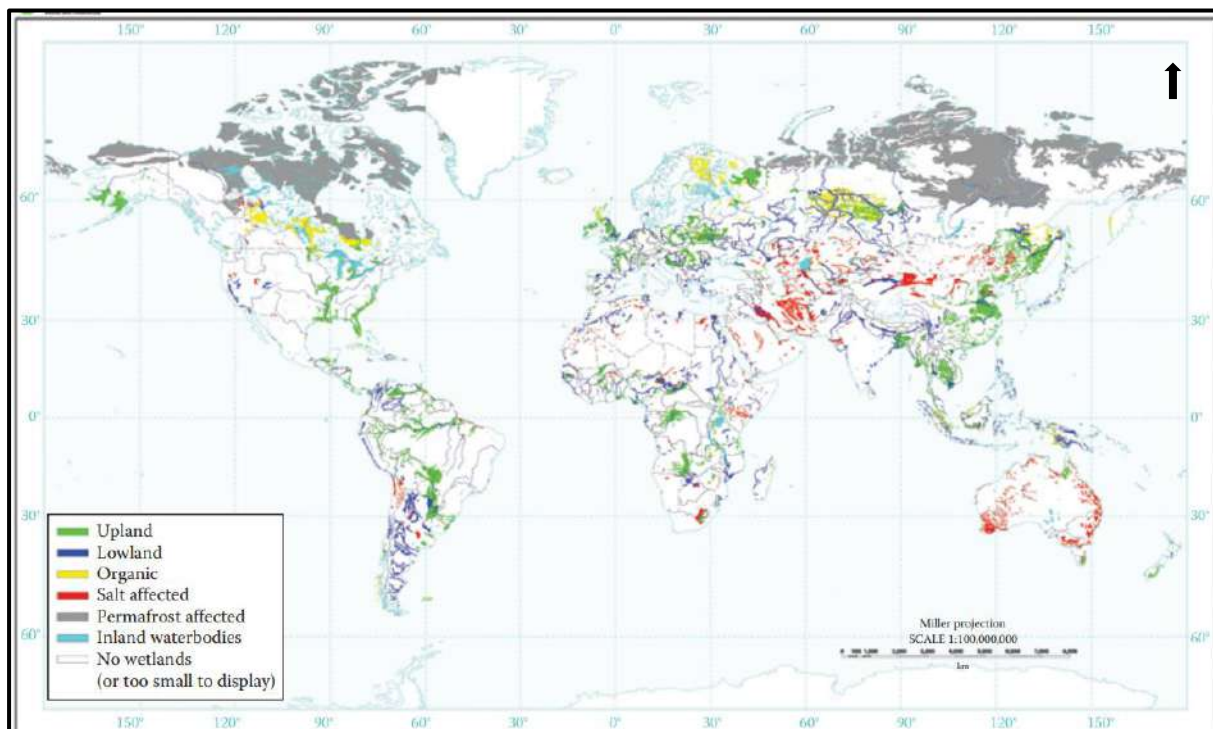 150° 120° 90° 60° 30° 0° 30° 60° 90° 120° 150°
60° 60°
30° 30°
0° 0°
30° 30°
60° 60°
Upland
Lowland
Organic
Salt affected
Permafrost affected
Inland waterbodies
No wetlands
(or too small to display)
Miller projection
SCALE 1:100,000,000
km
150° 120° 90° 60° 30° 0° 30° 60° 90° 120° 150°